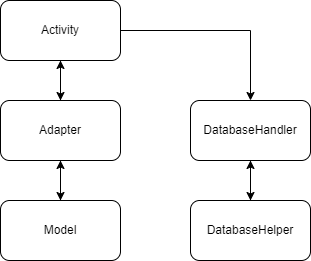 Activity
Adapter
DatabaseHandler
Model
DatabaseHelper